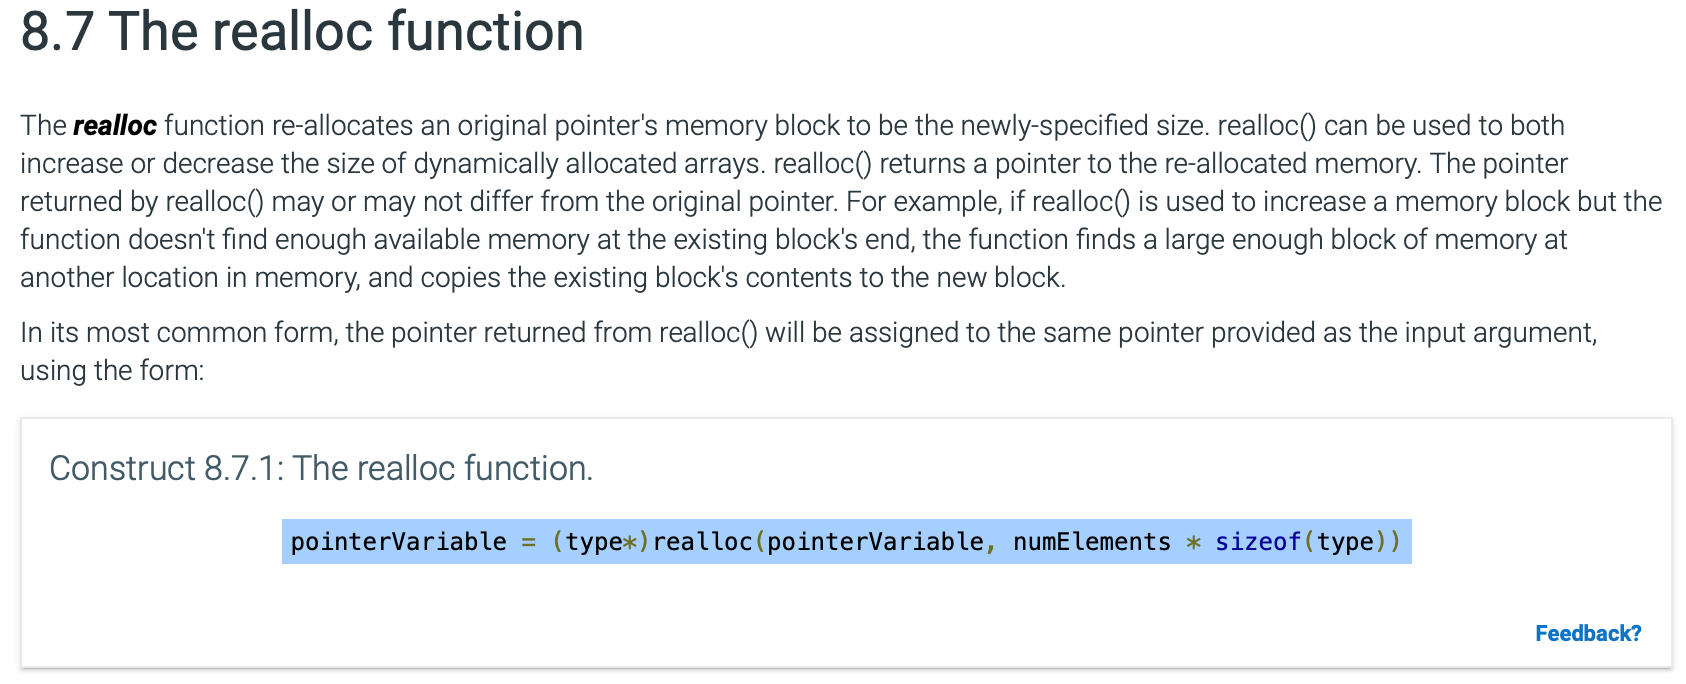 8.7 The realloc function
The realloc function re-allocates an original pointer's memory block to be the newly-specified size. realloc() can be used to both
increase or decrease the size of dynamically allocated arrays. realloc() returns a pointer to the re-allocated memory. The pointer
returned by realloc() may or may not differ from the original pointer. For example, if realloc() is used to increase a memory block but the
function doesn't find enough available memory at the existing block's end, the function finds a large enough block of memory at
another location in memory, and copies the existing block's contents to the new block.
In its most common form, the pointer returned from realloc() will be assigned to the same pointer provided as the input argument,
using the form:
Construct 8.7.1: The realloc function.
pointerVariable = (type*)realloc(pointerVariable, numElements * sizeof(type))
Feedback?